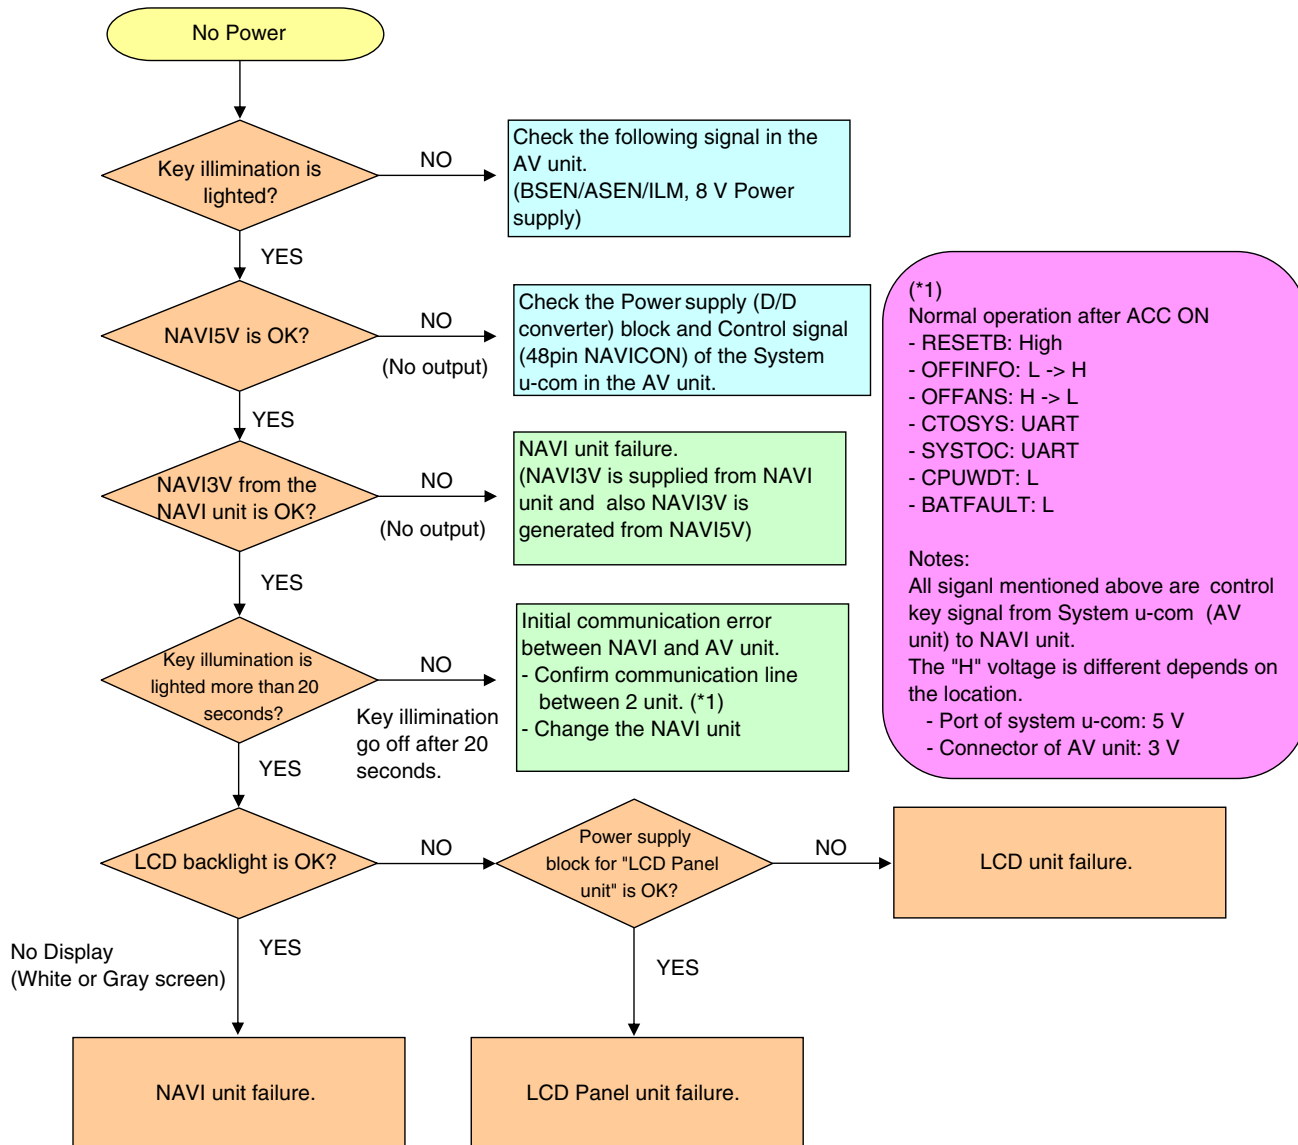 No Power
Key illimination is
lighted?
NO
Check the following signal in the
AV unit.
(BSEN/ASEN/ILM, 8 V Power
supply)
YES
NAVI5V is OK?
NO
(No output)
Check the Power supply (D/D
converter) block and Control signal
(48pin NAVICON) of the System
u-com in the AV unit.
YES
NAVI3V from the
NAVI unit is OK?
NO
(No output)
NAVI unit failure.
(NAVI3V is supplied from NAVI
unit and also NAVI3V is
generated from NAVI5V)
YES
Key illumination is
lighted more than 20
seconds?
NO
Key illimination
go off after 20
seconds.
Initial communication error
between NAVI and AV unit.
- Confirm communication line
between 2 unit. (*1)
- Change the NAVI unit
(*1)
Normal operation after ACC ON
- RESETB: High
- OFFINFO: L -> H
- OFFANS: H -> L
- CTOSYS: UART
- SYSTOC: UART
- CPUWDT: L
- BATFAULT: L
Notes:
All siganl mentioned above are control
key signal from System u-com (AV
unit) to NAVI unit.
The "H" voltage is different depends on
the location.
- Port of system u-com: 5 V
- Connector of AV unit: 3 V
YES
LCD backlight is OK?
NO
Power supply
block for "LCD Panel
unit" is OK?
NO
LCD unit failure.
No Display
(White or Gray screen)
YES
YES
NAVI unit failure.
LCD Panel unit failure.